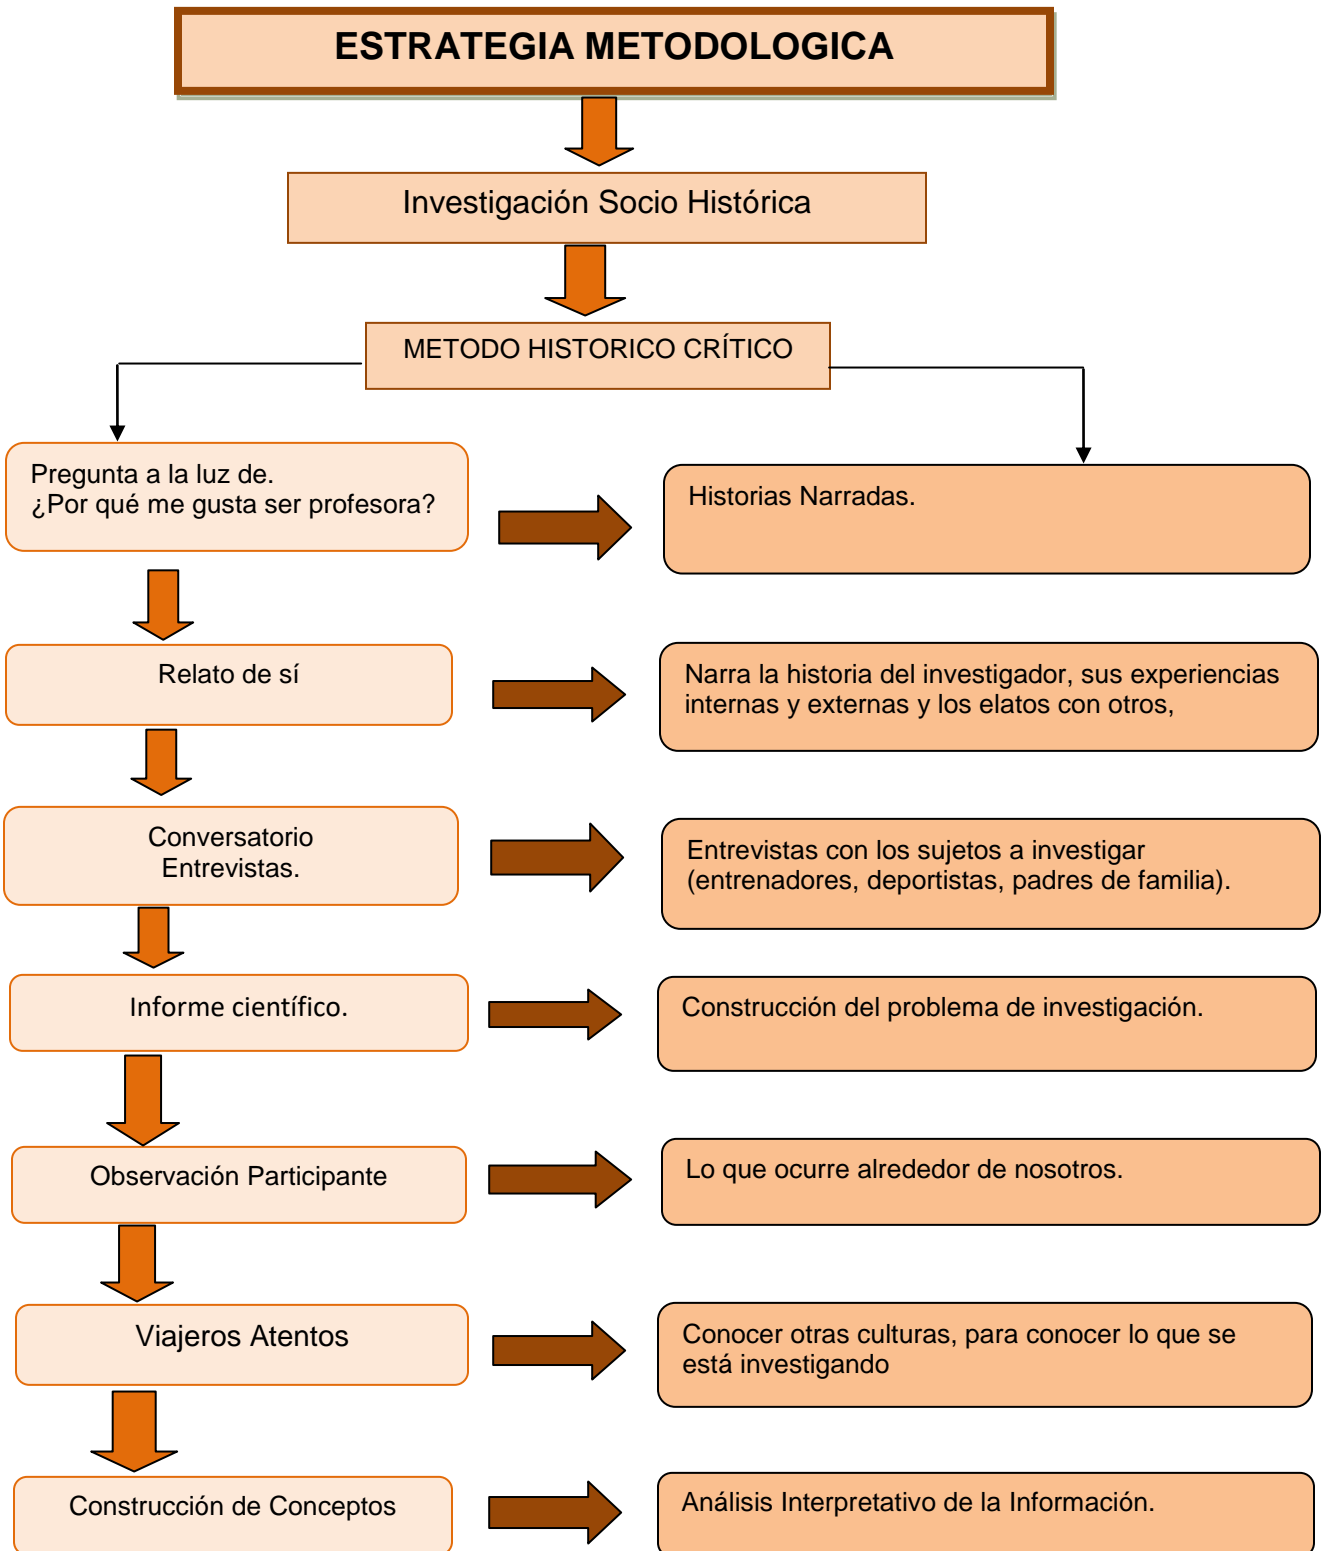 ESTRATEGIA METODOLOGICA
Investigación Socio Histórica
METODO HISTORICO CRÍTICO
Pregunta a la luz de.
¿Por qué me gusta ser profesora?
Historias Narradas.
Relato de sí
Narra la historia del investigador, sus experiencias
internas y externas y los elatos con otros,
Conversatorio
Entrevistas.
Entrevistas con los sujetos a investigar
(entrenadores, deportistas, padres de familia).
Informe científico.
Construcción del problema de investigación.
Observación Participante
Lo que ocurre alrededor de nosotros.
Viajeros Atentos
Conocer otras culturas, para conocer lo que se
está investigando
Construcción de Conceptos
Análisis Interpretativo de la Información.